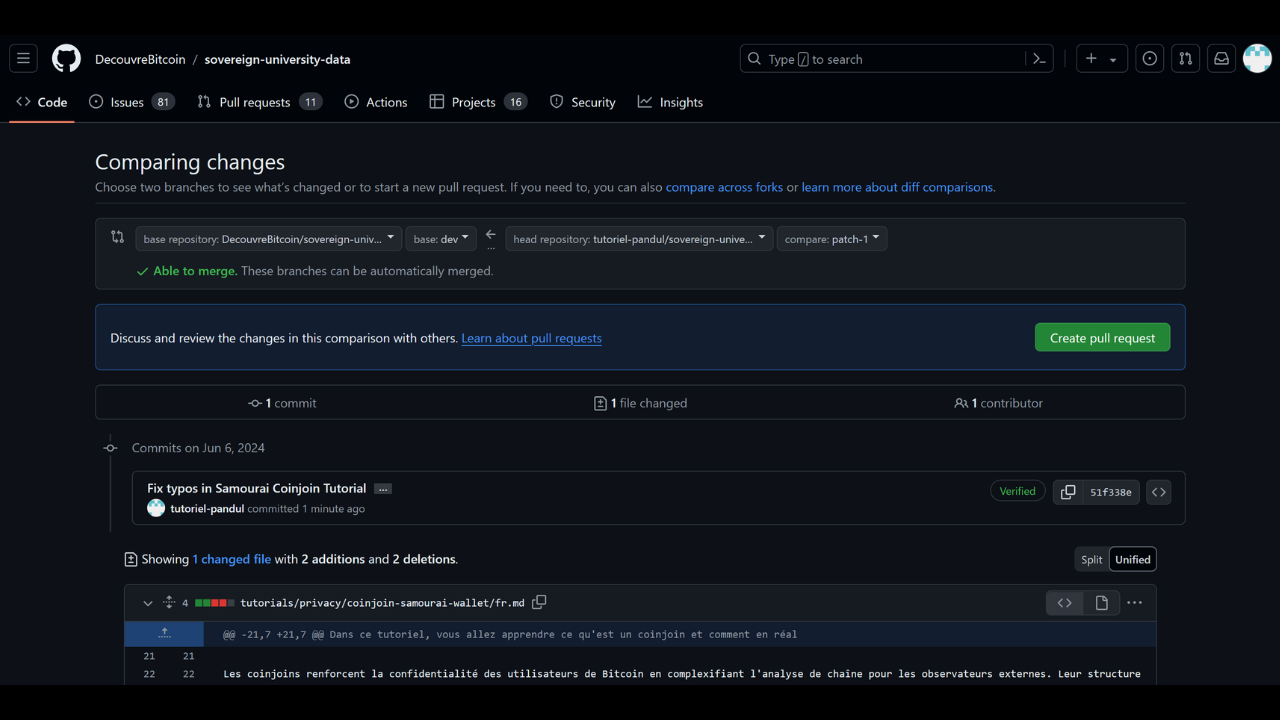 DecouvreBitcoin / sovereign-university-data
Type / to search
Code Issues 81 Pull requests 11 Actions Projects 16 Security Insights
Comparing changes
Choose two branches to see what's changed or to start a new pull request. If you need to, you can also compare across forks or learn more about diff comparisons.
base repository: DecouvreBitcoin/sovereign-univ... base: dev ... head repository: tutoriel-pandul/sovereign-unive... compare: patch-1
Able to merge. These branches can be automatically merged.
Discuss and review the changes in this comparison with others. Learn about pull requests Create pull request
1 commit 1 file changed 1 contributor
Commits on Jun 6, 2024
Fix typos in Samourai Coinjoin Tutorial ...
Verified 51f338e
tutoriel-pandul committed 1 minute ago
Showing 1 changed file with 2 additions and 2 deletions. Split Unified
4 tutorials/privacy/coinjoin-samourai-wallet/fr.md
@@ -21,7 +21,7 @@ Dans ce tutoriel, vous allez apprendre ce qu'est un coinjoin et comment en réal
21 21
22 22 Les coinjoins renforcent la confidentialité des utilisateurs de Bitcoin en complexifiant l'analyse de chaîne pour les observateurs externes. Leur structure